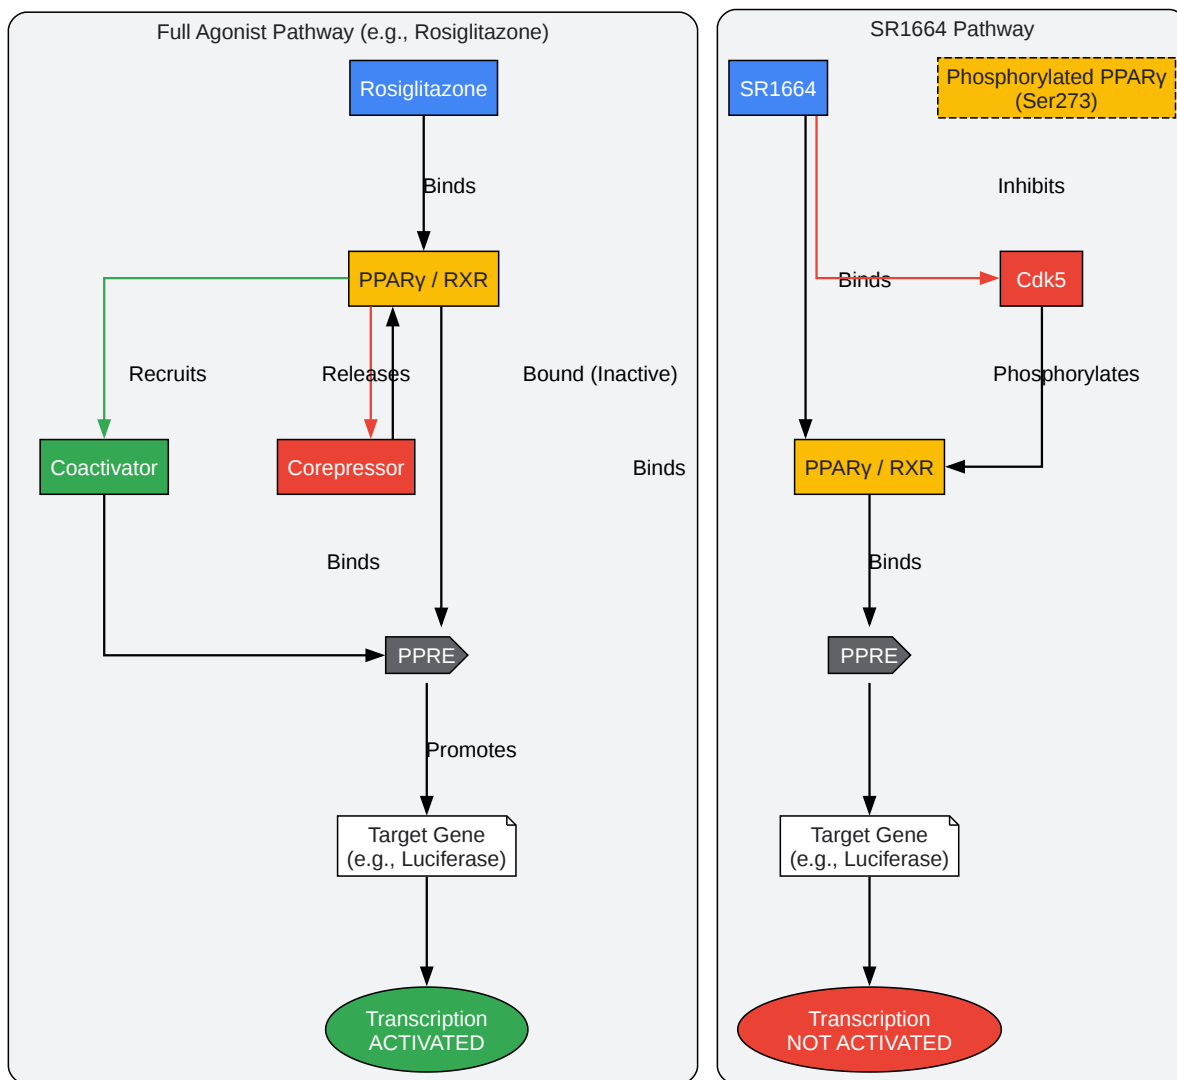 Full Agonist Pathway (e.g., Rosiglitazone)
Rosiglitazone
Binds
PPARγ / RXR
Recruits
Releases
Bound (Inactive)
Coactivator
Corepressor
Binds
Binds
PPRE
Promotes
Target Gene
(e.g., Luciferase)
Transcription
ACTIVATED
SR1664 Pathway
SR1664
Phosphorylated PPARγ
(Ser273)
Inhibits
Binds
Cdk5
Phosphorylates
PPARγ / RXR
Binds
PPRE
Target Gene
(e.g., Luciferase)
Transcription
NOT ACTIVATED